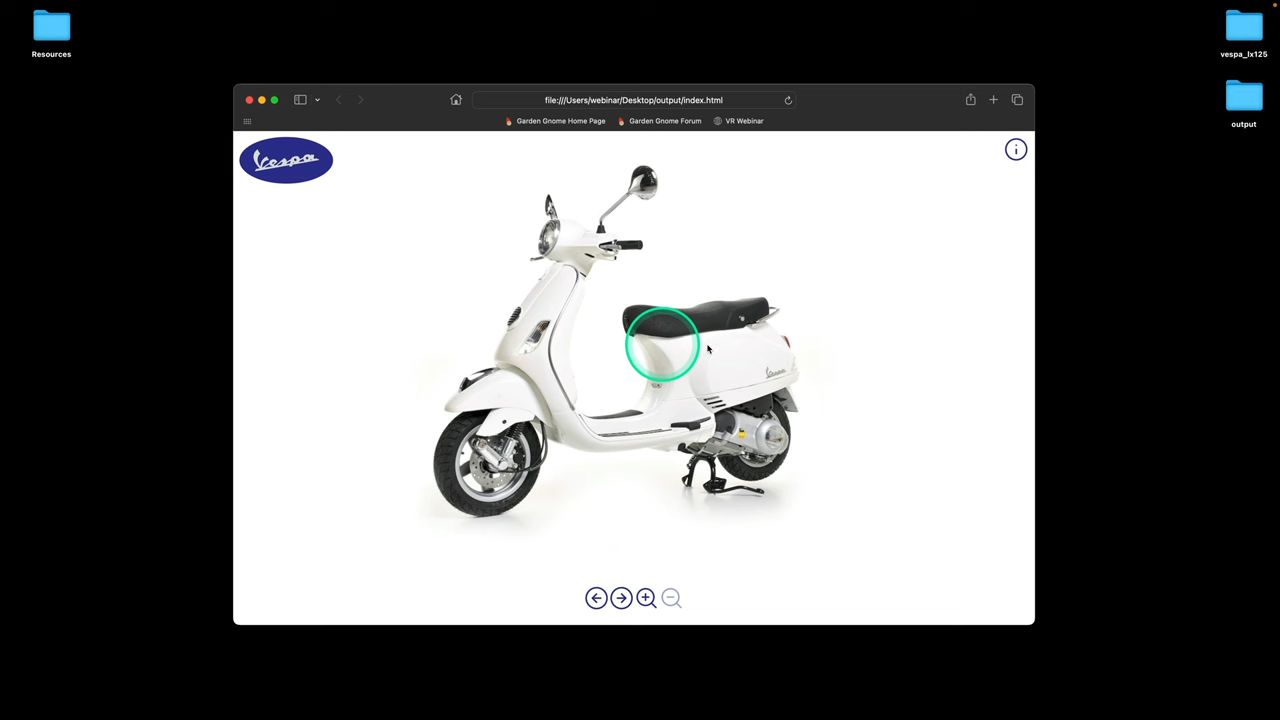 Resources
vespa_lx125
output
file:///Users/webinar/Desktop/output/index.html
Garden Gnome Home Page
Garden Gnome Forum
VR Webinar
Vespa
i
Vespa